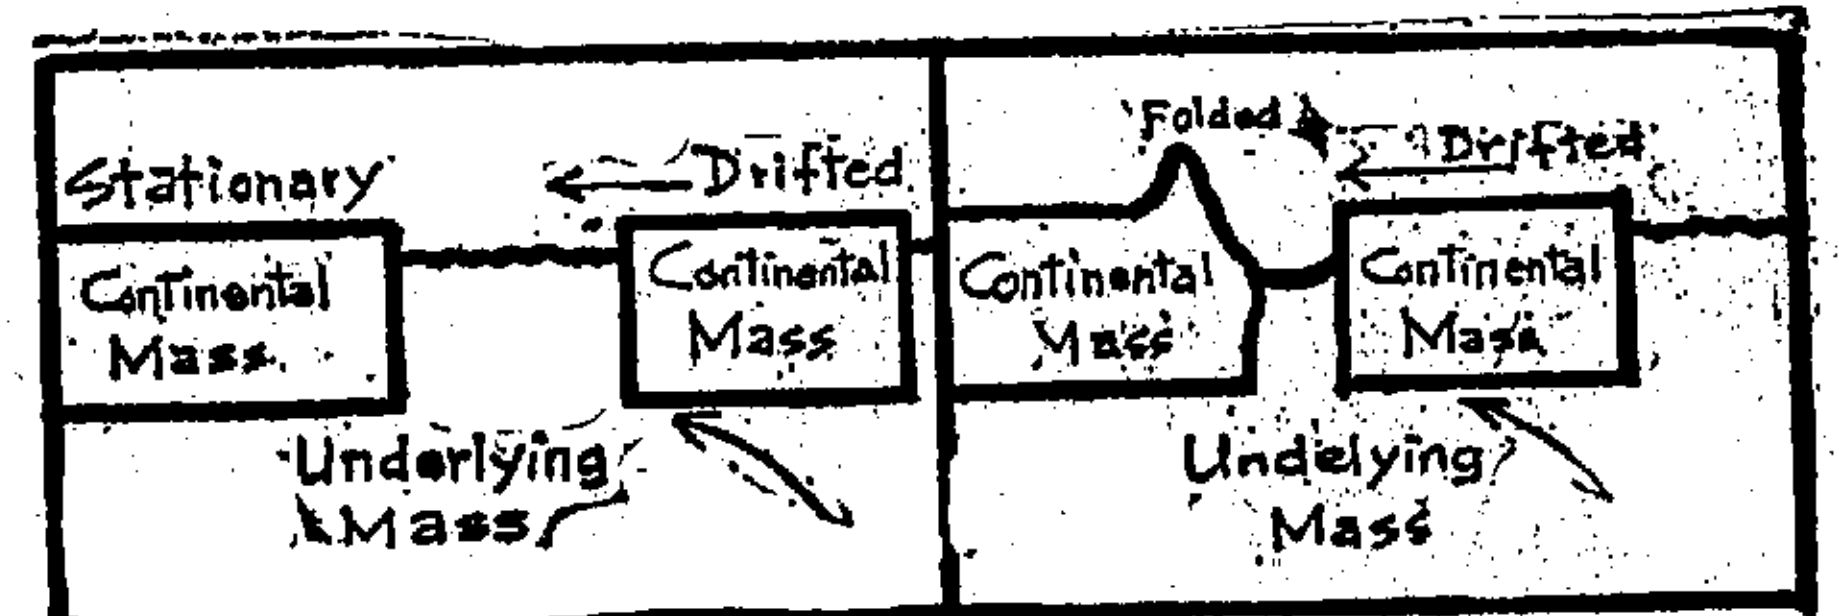 Stationary
Drifted
Continental
Mass
Continental
Mass
Underlying
Mass
Folded
Drifted
Continental
Mass
Continental
Mass
Undelying
Mass